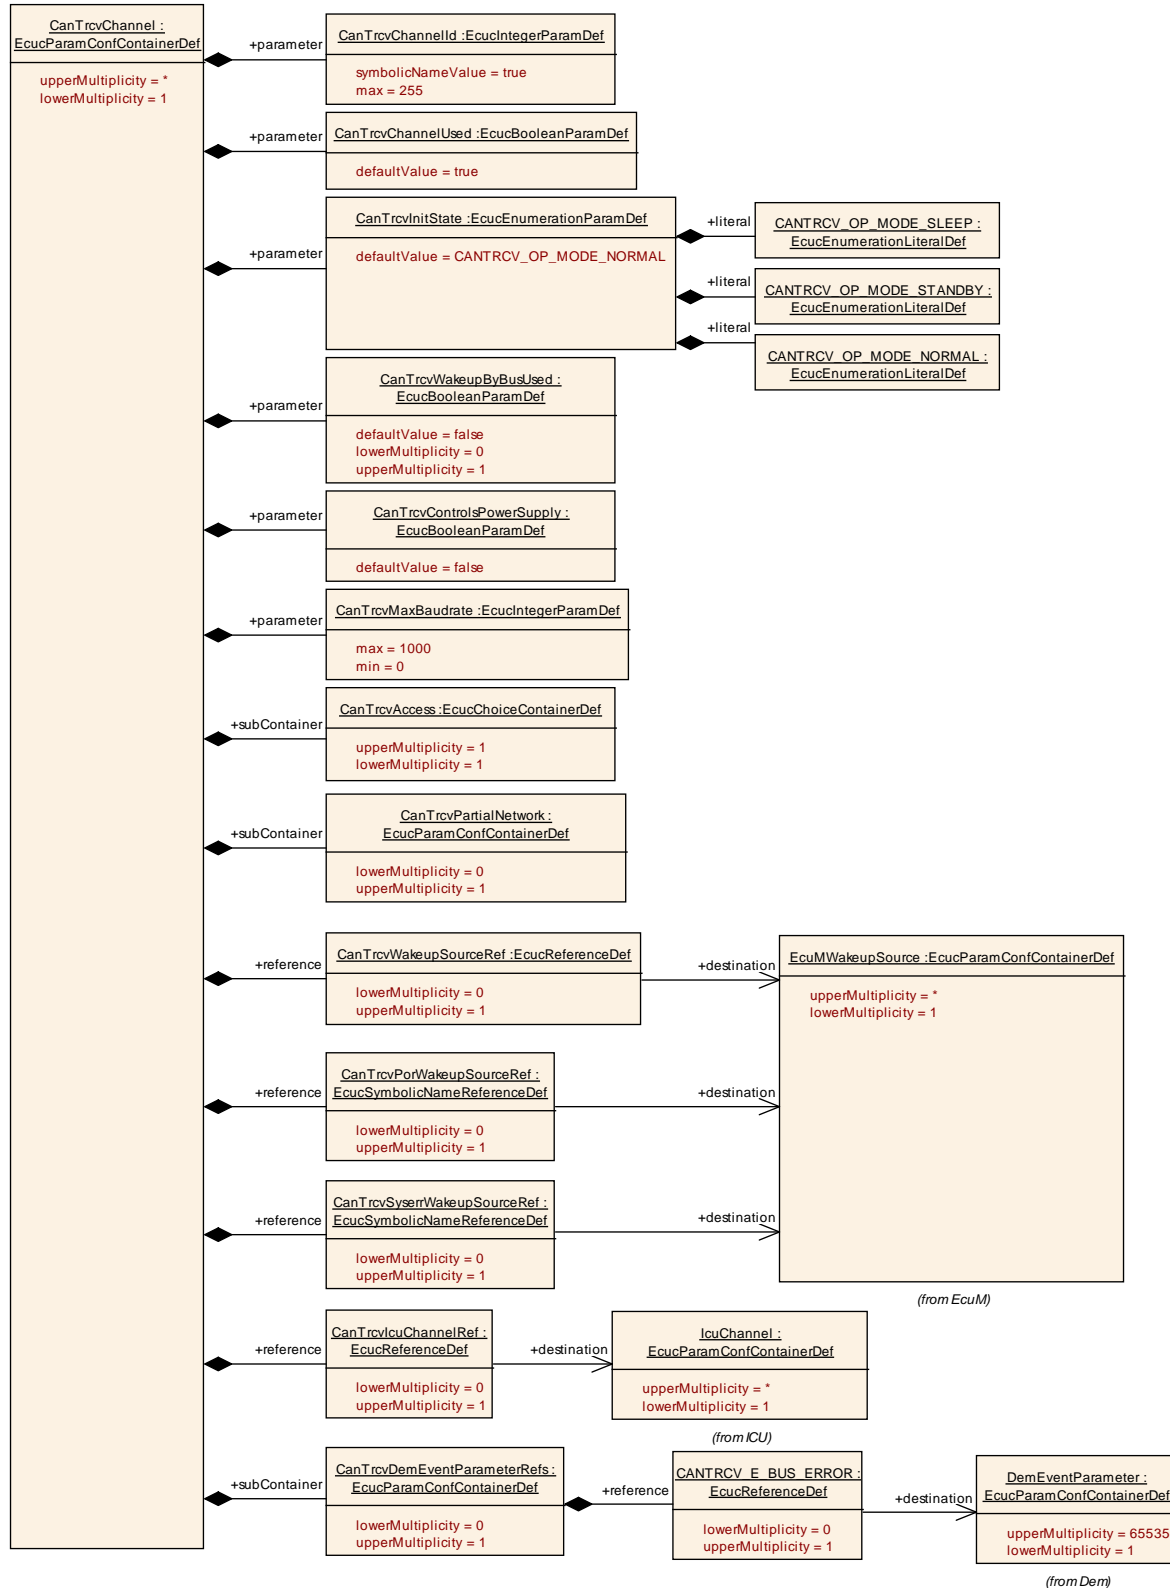 CanTrcvChannel :
EcucParamConfContainerDef
upperMultiplicity = *
lowerMultiplicity = 1
+parameter
CanTrcvChannelId :EcucIntegerParamDef
symbolicNameValue = true
max = 255
+parameter
CanTrcvChannelUsed :EcucBooleanParamDef
defaultValue = true
+parameter
CanTrcvInitState :EcucEnumerationParamDef
defaultValue = CANTRCV_OP_MODE_NORMAL
+literal
CANTRCV_OP_MODE_SLEEP :
EcucEnumerationLiteralDef
+literal
CANTRCV_OP_MODE_STANDBY :
EcucEnumerationLiteralDef
+literal
CANTRCV_OP_MODE_NORMAL :
EcucEnumerationLiteralDef
+parameter
CanTrcvWakeupByBusUsed :
EcucBooleanParamDef
defaultValue = false
lowerMultiplicity = 0
upperMultiplicity = 1
+parameter
CanTrcvControlsPowerSupply :
EcucBooleanParamDef
defaultValue = false
+parameter
CanTrcvMaxBaudrate :EcucIntegerParamDef
max = 1000
min = 0
+subContainer
CanTrcvAccess :EcucChoiceContainerDef
upperMultiplicity = 1
lowerMultiplicity = 1
+subContainer
CanTrcvPartialNetwork :
EcucParamConfContainerDef
lowerMultiplicity = 0
upperMultiplicity = 1
+reference
CanTrcvWakeupSourceRef :EcucReferenceDef
lowerMultiplicity = 0
upperMultiplicity = 1
+destination
EcuMWakeupSource :EcucParamConfContainerDef
upperMultiplicity = *
lowerMultiplicity = 1
+reference
CanTrcvPorWakeupSourceRef :
EcucSymbolicNameReferenceDef
lowerMultiplicity = 0
upperMultiplicity = 1
+destination
+reference
CanTrcvSyserrWakeupSourceRef :
EcucSymbolicNameReferenceDef
lowerMultiplicity = 0
upperMultiplicity = 1
+destination
(from EcuM)
+reference
CanTrcvIcuChannelRef :
EcucReferenceDef
lowerMultiplicity = 0
upperMultiplicity = 1
+destination
IcuChannel :
EcucParamConfContainerDef
upperMultiplicity = *
lowerMultiplicity = 1
(from ICU)
+subContainer
CanTrcvDemEventParameterRefs :
EcucParamConfContainerDef
lowerMultiplicity = 0
upperMultiplicity = 1
+reference
CANTRCV_E_BUS_ERROR :
EcucReferenceDef
lowerMultiplicity = 0
upperMultiplicity = 1
+destination
DemEventParameter :
EcucParamConfContainerDef
upperMultiplicity = 65535
lowerMultiplicity = 1
(from Dem)